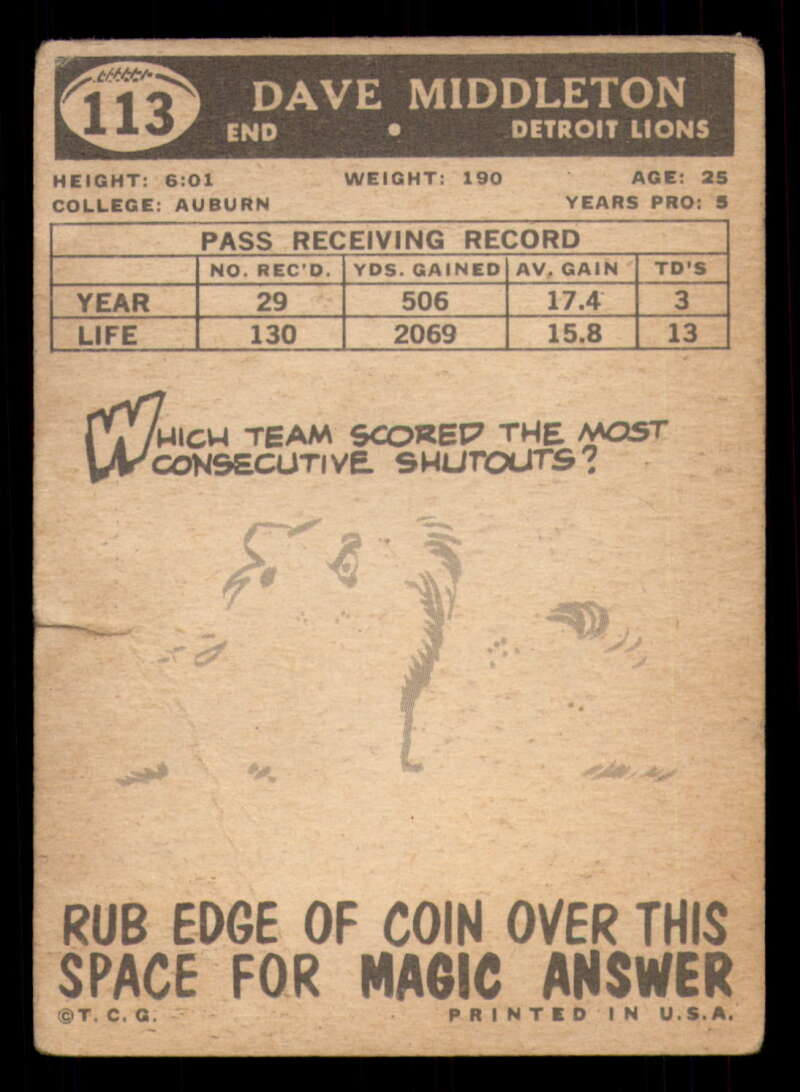 113
DAVE MIDDLETON
END • DETROIT LIONS
HEIGHT: 6:01 WEIGHT: 190 AGE: 25
COLLEGE: AUBURN YEARS PRO: 5
PASS RECEIVING RECORD
NO. REC'D. YDS. GAINED AV. GAIN TD'S
YEAR 29 506 17.4 3
LIFE 130 2069 15.8 13
WHICH TEAM SCORED THE MOST
CONSECUTIVE SHUTOUTS?
RUB EDGE OF COIN OVER THIS
SPACE FOR MAGIC ANSWER
©T. C. G. PRINTED IN U.S.A.